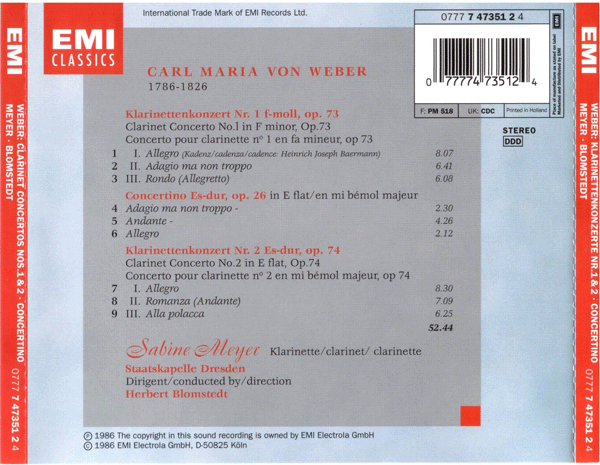 International Trade Mark of EMI Records Ltd.
EMI
CLASSICS
CARL MARIA VON WEBER
1786-1826
Klarinettenkonzert Nr. 1 f-moll, op. 73
Clarinet Concerto No.1 in F minor, Op.73
Concerto pour clarinette nº 1 en fa mineur, op 73
1 I. Allegro (Kadenz/cadenza/cadence: Heinrich Joseph Baermann) 8.07
2 II. Adagio ma non troppo 6.41
3 III. Rondo (Allegretto) 6.08
Concertino Es-dur, op. 26 in E flat/en mi bémol majeur
4 Adagio ma non troppo - 2.30
5 Andante - 4.26
6 Allegro 2.12
Klarinettenkonzert Nr. 2 Es-dur, op. 74
Clarinet Concerto No.2 in E flat, Op.74
Concerto pour clarinette nº 2 en mi bémol majeur, op 74
7 I. Allegro 8.30
8 II. Romanza (Andante) 7.09
9 III. Alla polacca 6.25
52.44
Sabine Meyer Klarinette/clarinet/ clarinette
Staatskapelle Dresden
Dirigent/conducted by/direction
Herbert Blomstedt
℗ 1986 The copyright in this sound recording is owned by EMI Electrola GmbH
© 1986 EMI Electrola GmbH, D-50825 Köln
0777 7 47351 2 4
0 77774 73512 4
F: PM 518 UK: CDC Printed in Holland
STEREO
DDD
EMI
WEBER: CLARINET CONCERTOS NOS.1 & 2 · CONCERTINO
MEYER · BLOMSTEDT
0777 7 47351 2 4
EMI
WEBER: KLARINETTENKONZERTE NR.1 & 2 · CONCERTINO
MEYER · BLOMSTEDT
0777 7 47351 2 4